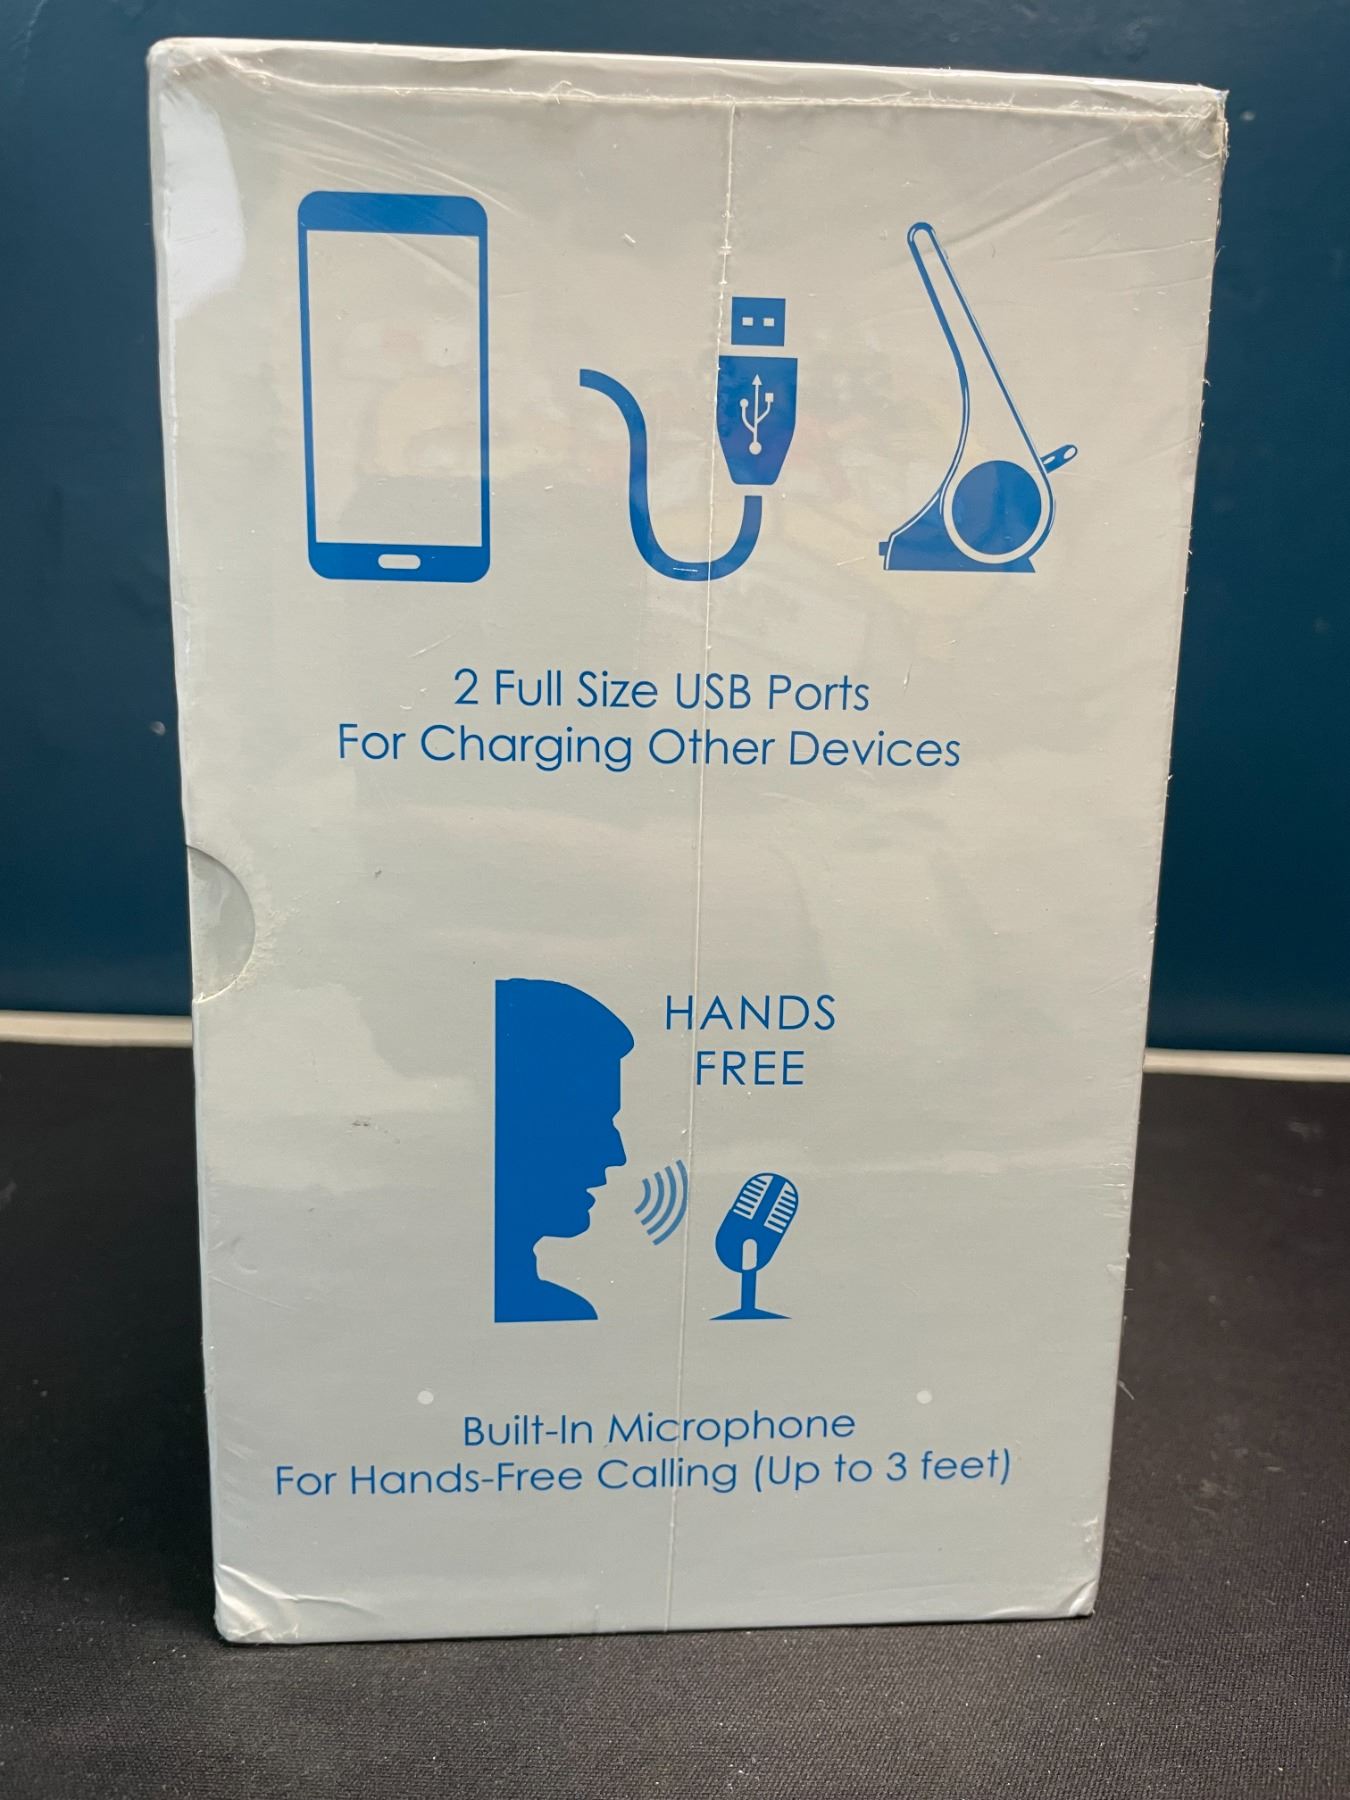 2 Full Size USB Ports
For Charging Other Devices
HANDS
FREE
Built-In Microphone
For Hands-Free Calling (Up to 3 feet)